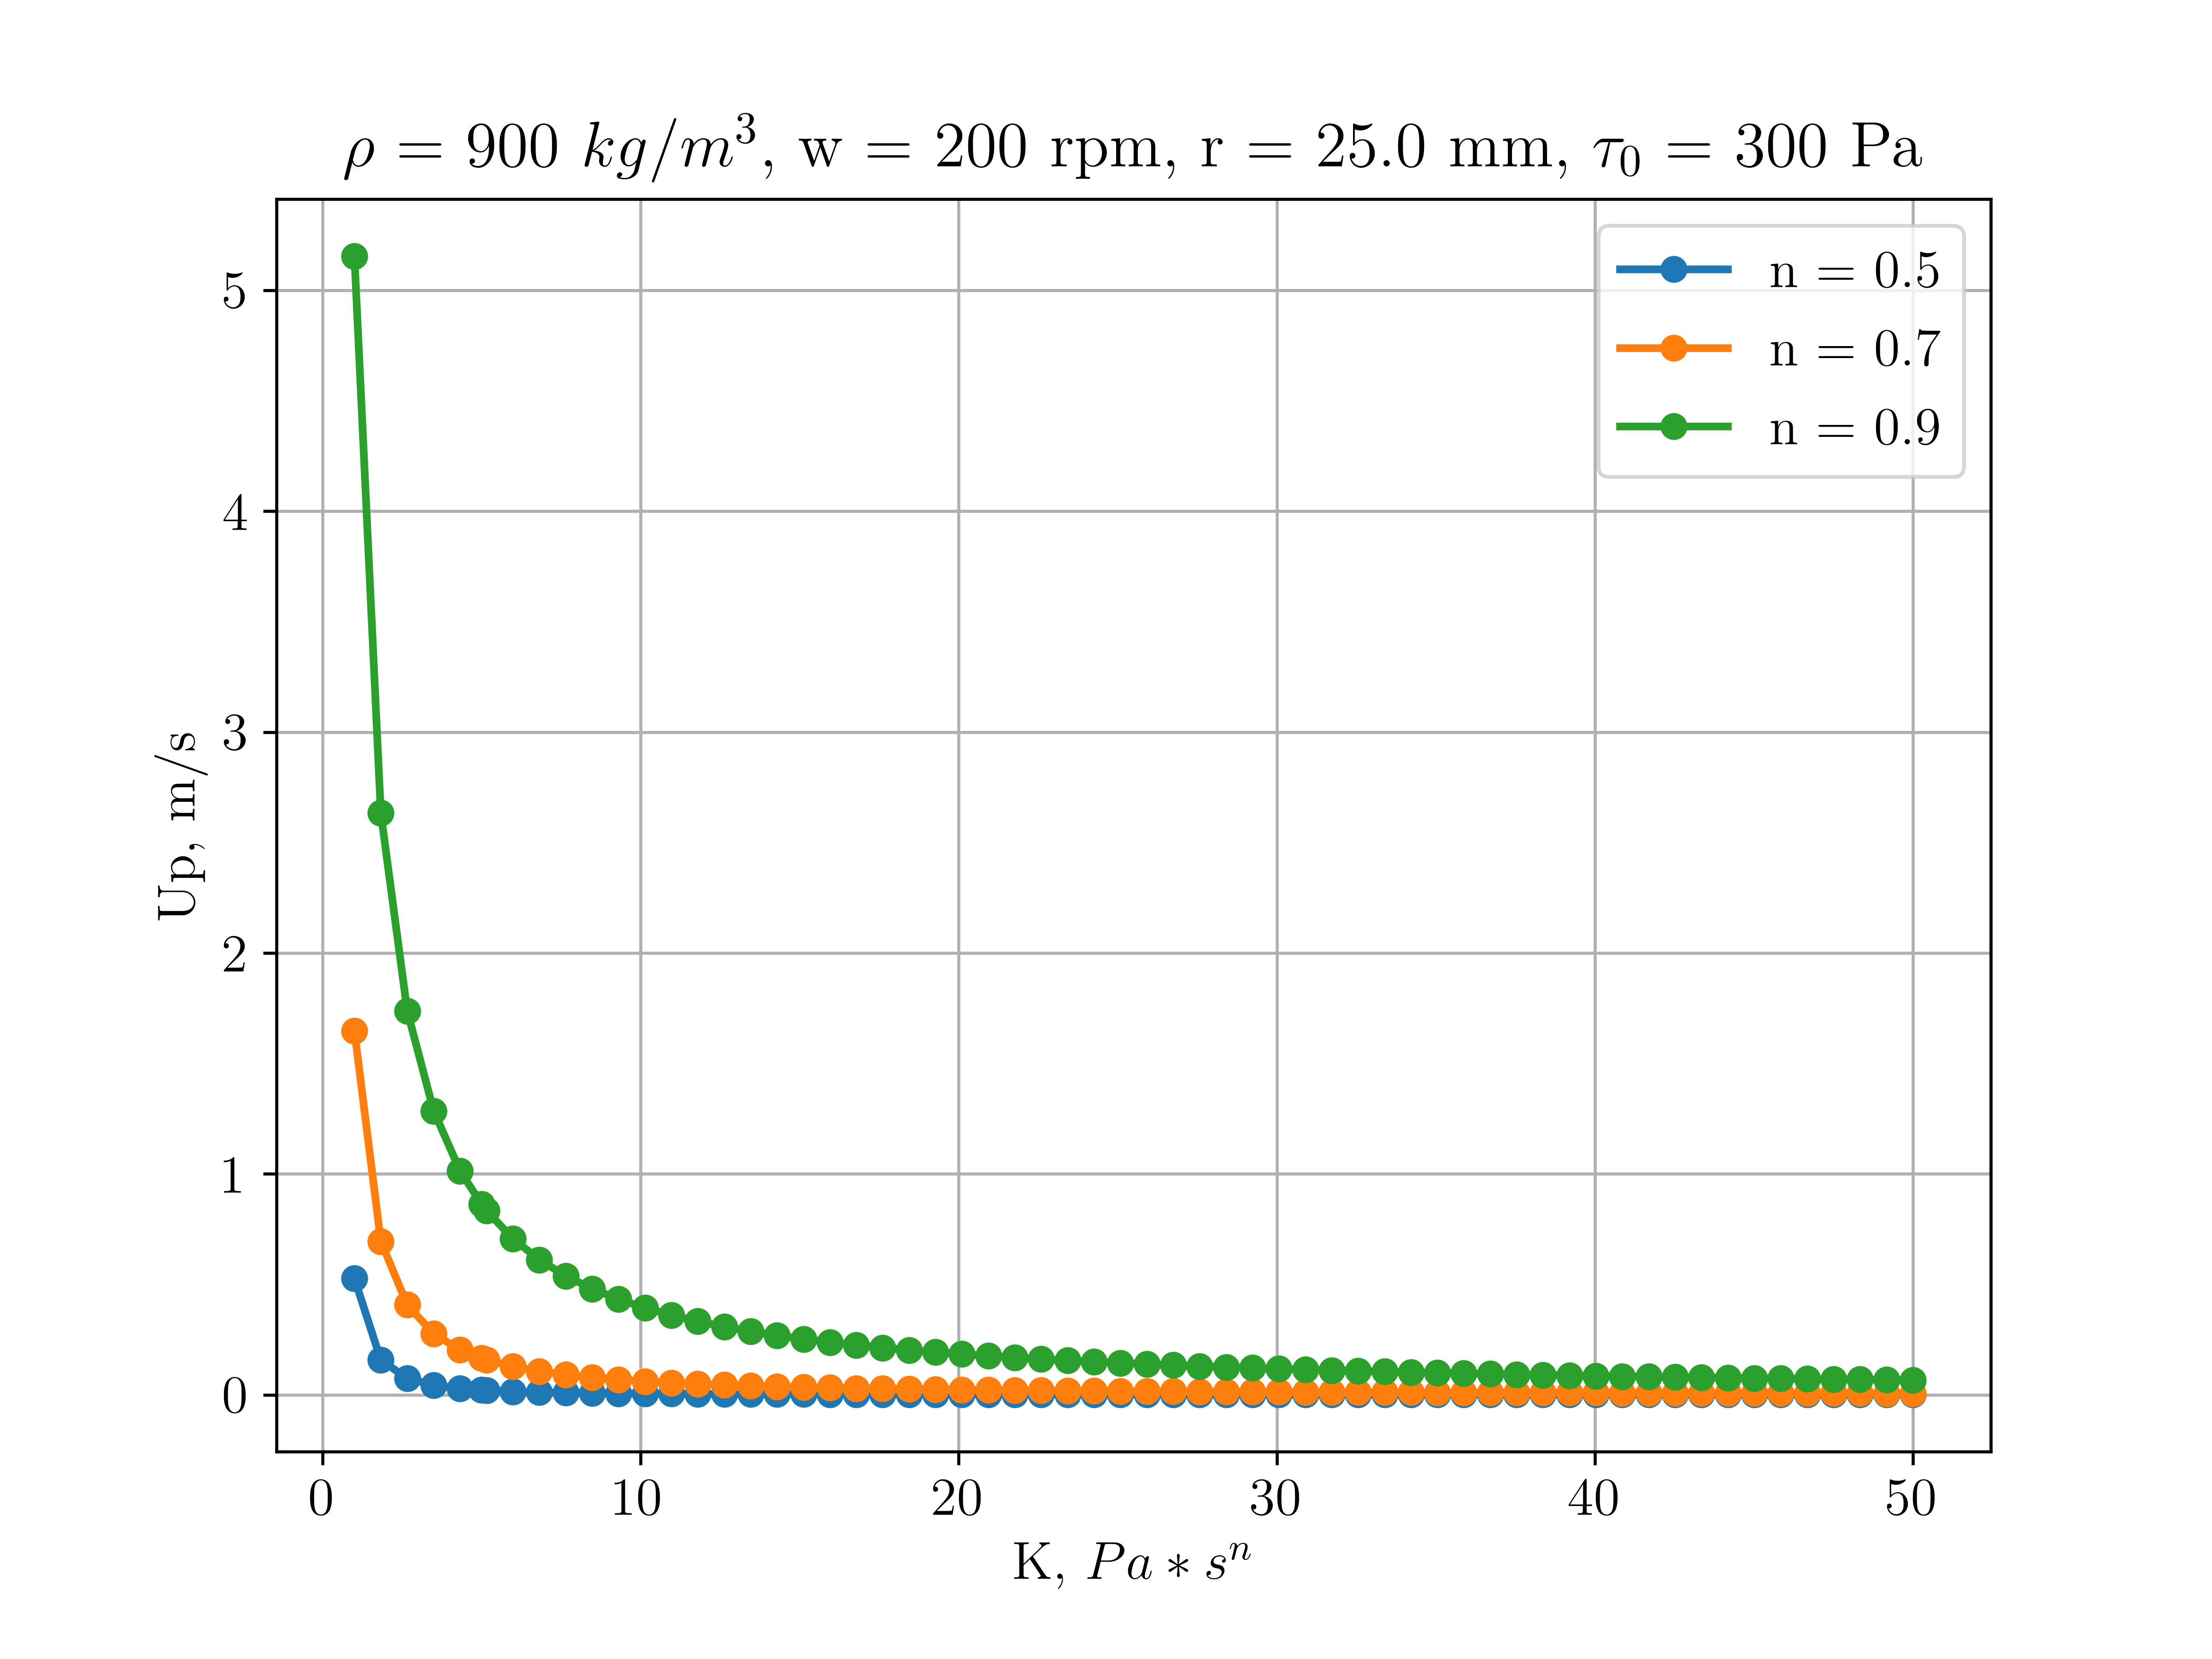 ρ = 900 kg/m³, w = 200 rpm, r = 25.0 mm, τ₀ = 300 Pa
n = 0.5
n = 0.7
n = 0.9
5
4
3
2
1
0
Up, m/s
0 10 20 30 40 50
K, Pa * sⁿ